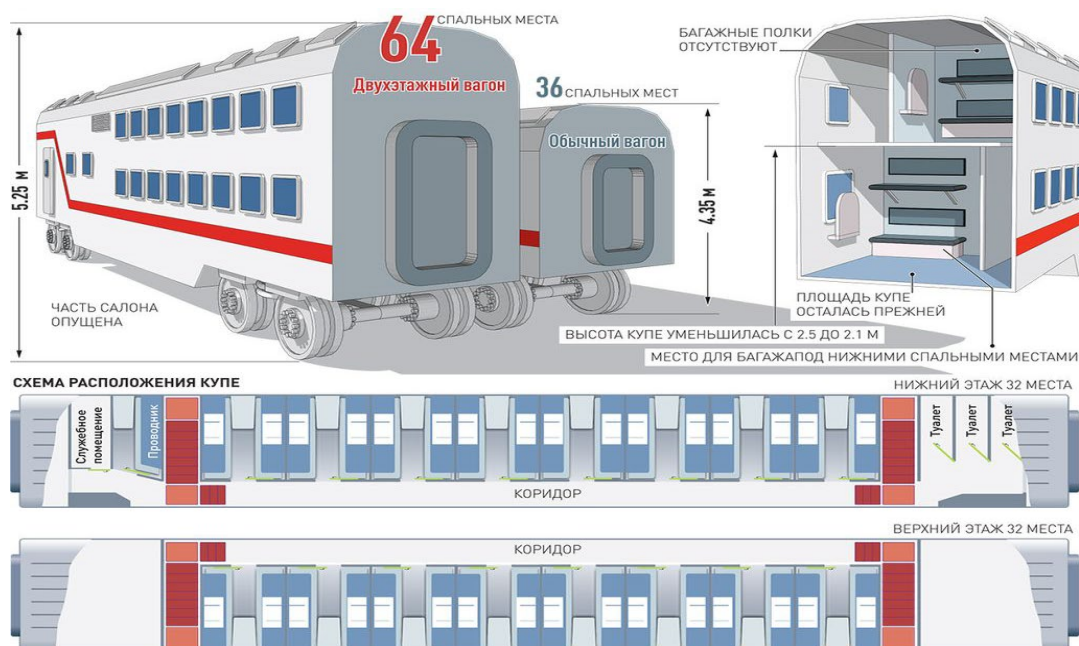 64 СПАЛЬНЫХ МЕСТА
Двухэтажный вагон
36 СПАЛЬНЫХ МЕСТ
Обычный вагон
5.25 М
4.35 М
ЧАСТЬ САЛОНА
ОПУЩЕНА
БАГАЖНЫЕ ПОЛКИ
ОТСУТСТВУЮТ
ПЛОЩАДЬ КУПЕ
ОСТАЛАСЬ ПРЕЖНЕЙ
ВЫСОТА КУПЕ УМЕНЬШИЛАСЬ С 2.5 ДО 2.1 М
МЕСТО ДЛЯ БАГАЖАПОД НИЖНИМИ СПАЛЬНЫМИ МЕСТАМИ
СХЕМА РАСПОЛОЖЕНИЯ КУПЕ
НИЖНИЙ ЭТАЖ 32 МЕСТА
Служебное
помещение
Проводник
Туалет
Туалет
Туалет
КОРИДОР
ВЕРХНИЙ ЭТАЖ 32 МЕСТА
КОРИДОР